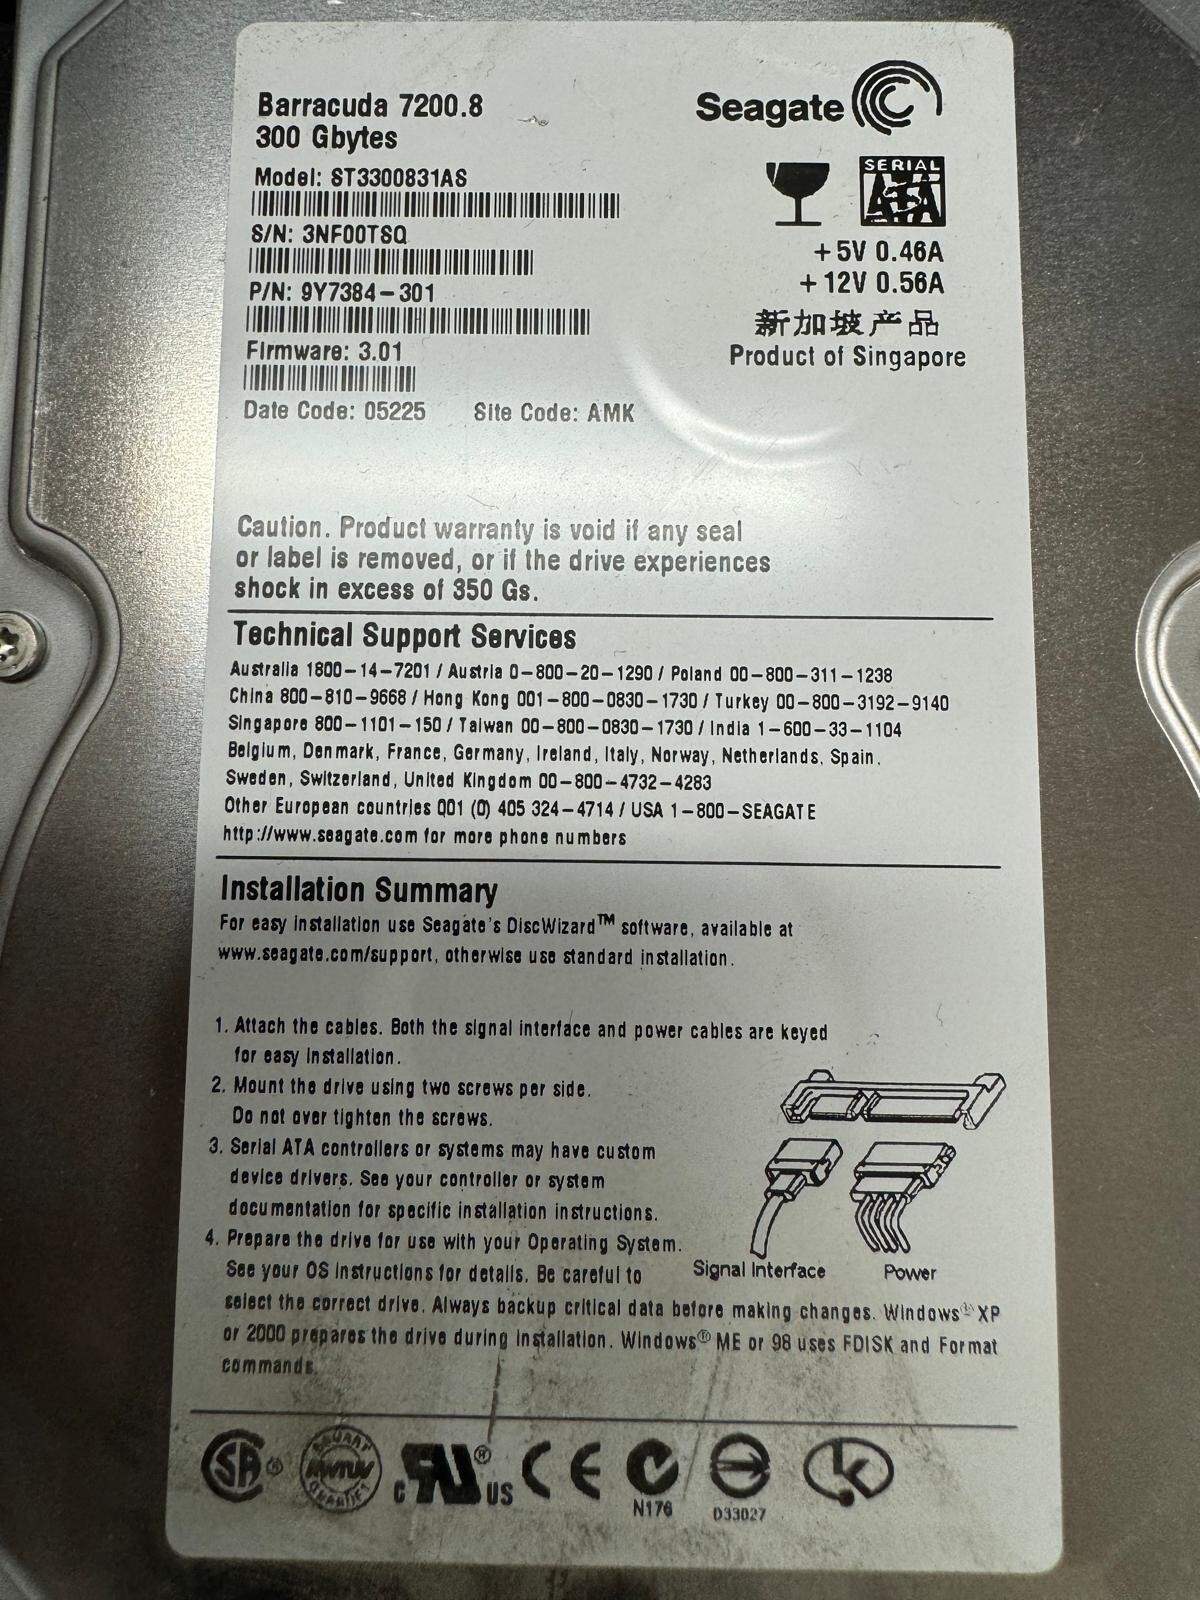 Barracuda 7200.8
300 Gbytes
Seagate
Model: ST3300831AS
SERIAL
ATA
S/N: 3NF00TSQ
+5V 0.46A
P/N: 9Y7384-301
+12V 0.56A
新加坡产品
Firmware: 3.01
Product of Singapore
Date Code: 05225 Site Code: AMK
Caution. Product warranty is void if any seal
or label is removed, or if the drive experiences
shock in excess of 350 Gs.
Technical Support Services
Australia 1800-14-7201 / Austria 0-800-20-1290 / Poland 00-800-311-1238
China 800-810-9668 / Hong Kong 001-800-0830-1730 / Turkey 00-800-3192-9140
Singapore 800-1101-150 / Taiwan 00-800-0830-1730 / India 1-600-33-1104
Belgium, Denmark, France, Germany, Ireland, Italy, Norway, Netherlands, Spain,
Sweden, Switzerland, United Kingdom 00-800-4732-4283
Other European countries 001 (0) 405 324-4714 / USA 1-800-SEAGATE
http://www.seagate.com for more phone numbers
Installation Summary
For easy installation use Seagate's DiscWizard™ software, available at
www.seagate.com/support, otherwise use standard installation.
1. Attach the cables. Both the signal interface and power cables are keyed
for easy installation.
2. Mount the drive using two screws per side.
Do not over tighten the screws.
3. Serial ATA controllers or systems may have custom
device drivers. See your controller or system
documentation for specific installation instructions.
4. Prepare the drive for use with your Operating System.
See your OS instructions for details. Be careful to
Signal Interface Power
select the correct drive. Always backup critical data before making changes. Windows® XP
or 2000 prepares the drive during installation. Windows® ME or 98 uses FDISK and Format
commands.
SA®
c UL® US
CE
N176
D33027